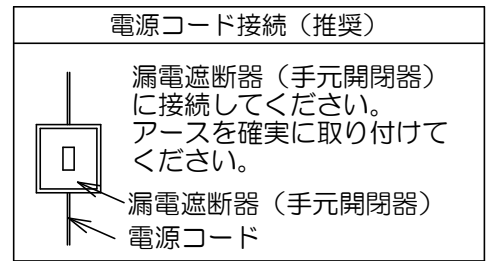 電源コード接続（推奨）
漏電遮断器（手元開閉器）
に接続してください。
アースを確実に取り付けて
ください。
漏電遮断器（手元開閉器）
電源コード